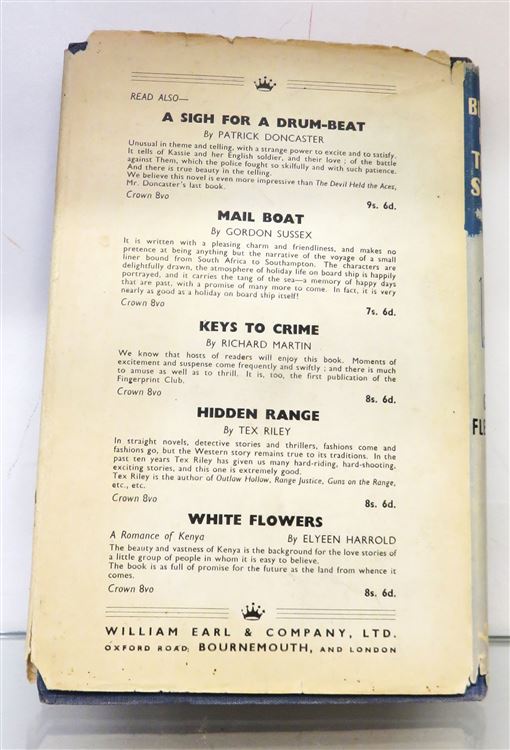 READ ALSO—
A SIGH FOR A DRUM-BEAT
By PATRICK DONCASTER
Unusual in theme and telling, with a strange power to excite and to satisfy.
It tells of Kassie and her English soldier, and their love ; of the battle
against Them, which the police fought so skilfully and with such patience.
And there is true beauty in the telling.
We believe this novel is even more impressive than The Devil Held the Aces,
Mr. Doncaster's last book.
Crown 8vo 9s. 6d.
MAIL BOAT
By GORDON SUSSEX
It is written with a pleasing charm and friendliness, and makes no
pretence at being anything but the narrative of the voyage of a small
liner bound from South Africa to Southampton. The characters are
delightfully drawn, the atmosphere of holiday life on board ship is happily
portrayed, and it carries the tang of the sea—a memory of happy days
that are past, with a promise of many more to come. In fact, it is very
nearly as good as a holiday on board ship itself!
Crown 8vo 7s. 6d.
KEYS TO CRIME
By RICHARD MARTIN
We know that hosts of readers will enjoy this book. Moments of
excitement and suspense come frequently and swiftly ; and there is much
to amuse as well as to thrill. It is, too, the first publication of the
Fingerprint Club.
Crown 8vo 8s. 6d.
HIDDEN RANGE
By TEX RILEY
In straight novels, detective stories and thrillers, fashions come and
fashions go, but the Western story remains true to its traditions. In the
past ten years Tex Riley has given us many hard-riding, hard-shooting,
exciting stories, and this one is extremely good.
Tex Riley is the author of Outlaw Hollow, Range Justice, Guns on the Range,
etc., etc.
Crown 8vo 8s. 6d.
WHITE FLOWERS
A Romance of Kenya By ELYEEN HARROLD
The beauty and vastness of Kenya is the background for the love stories of
a little group of people in whom it is easy to believe.
The book is as full of promise for the future as the land from whence it
comes.
Crown 8vo 8s. 6d.
WILLIAM EARL & COMPANY, LTD.
OXFORD ROAD, BOURNEMOUTH, AND LONDON